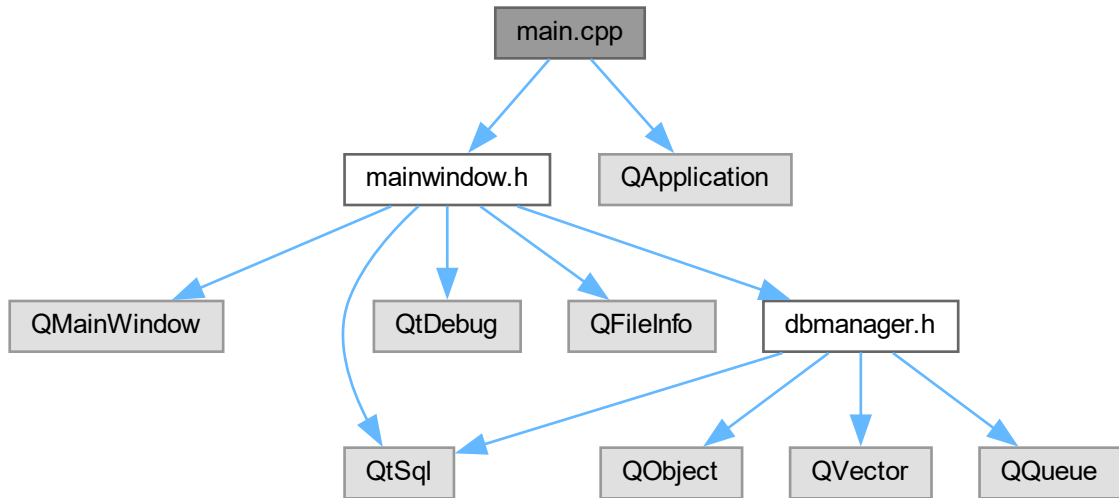 main.cpp
mainwindow.h
QApplication
QMainWindow
QtDebug
QFileInfo
dbmanager.h
QtSql
QObject
QVector
QQueue